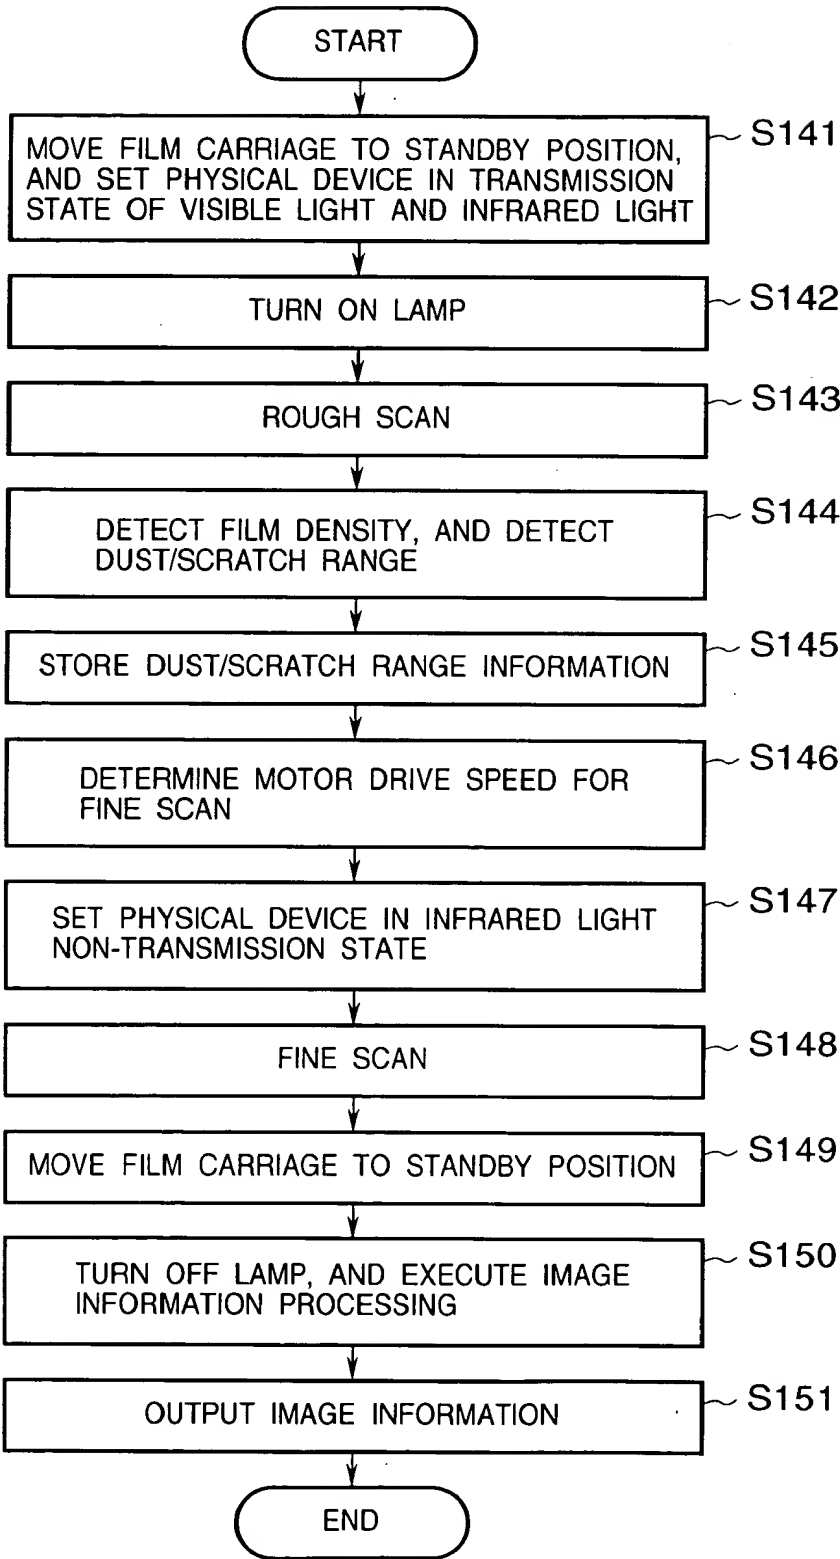 START
MOVE FILM CARRIAGE TO STANDBY POSITION,
AND SET PHYSICAL DEVICE IN TRANSMISSION
STATE OF VISIBLE LIGHT AND INFRARED LIGHT
S141
TURN ON LAMP
S142
ROUGH SCAN
S143
DETECT FILM DENSITY, AND DETECT
DUST/SCRATCH RANGE
S144
STORE DUST/SCRATCH RANGE INFORMATION
S145
DETERMINE MOTOR DRIVE SPEED FOR
FINE SCAN
S146
SET PHYSICAL DEVICE IN INFRARED LIGHT
NON-TRANSMISSION STATE
S147
FINE SCAN
S148
MOVE FILM CARRIAGE TO STANDBY POSITION
S149
TURN OFF LAMP, AND EXECUTE IMAGE
INFORMATION PROCESSING
S150
OUTPUT IMAGE INFORMATION
S151
END